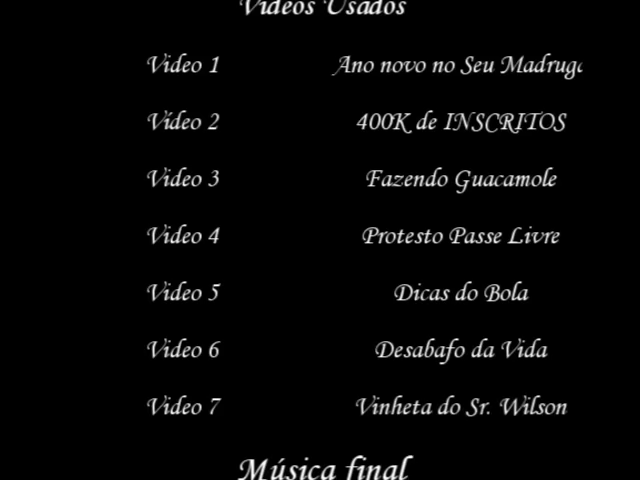 Videos Usados
Video 1 Ano novo no Seu Madruga
Vídeo 2 400K de INSCRITOS
Video 3 Fazendo Guacamole
Video 4 Protesto Passe Livre
Video 5 Dicas do Bola
Video 6 Desabafo da Vida
Video 7 Vinheta do Sr. Wilson
Música final